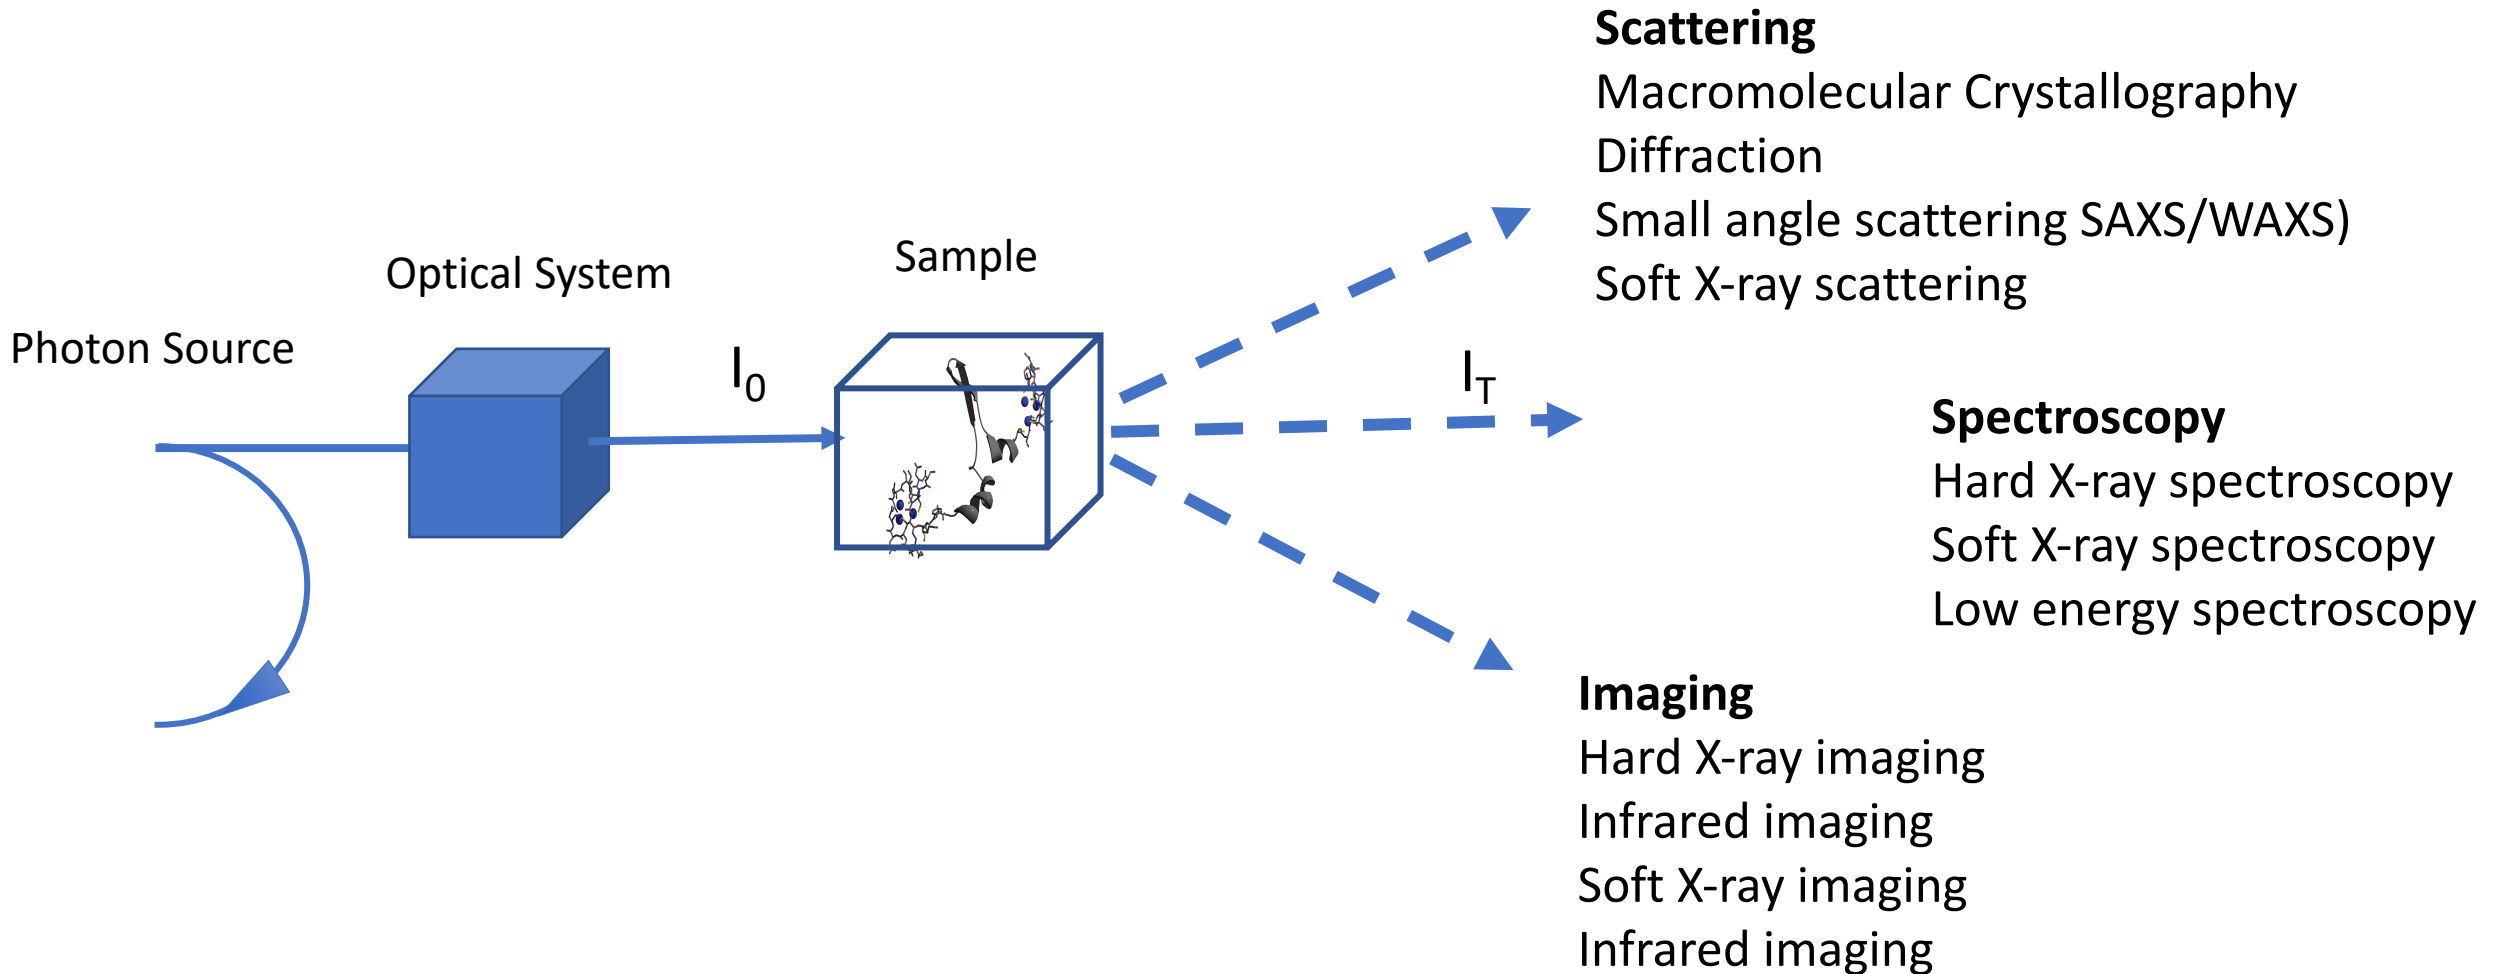 Photon Source
Optical System
I0
Sample
IT
Scattering
Macromolecular Crystallography
Diffraction
Small angle scattering SAXS/WAXS)
Soft X-ray scattering
Spectroscopy
Hard X-ray spectroscopy
Soft X-ray spectroscopy
Low energy spectroscopy
Imaging
Hard X-ray imaging
Infrared imaging
Soft X-ray imaging
Infrared imaging